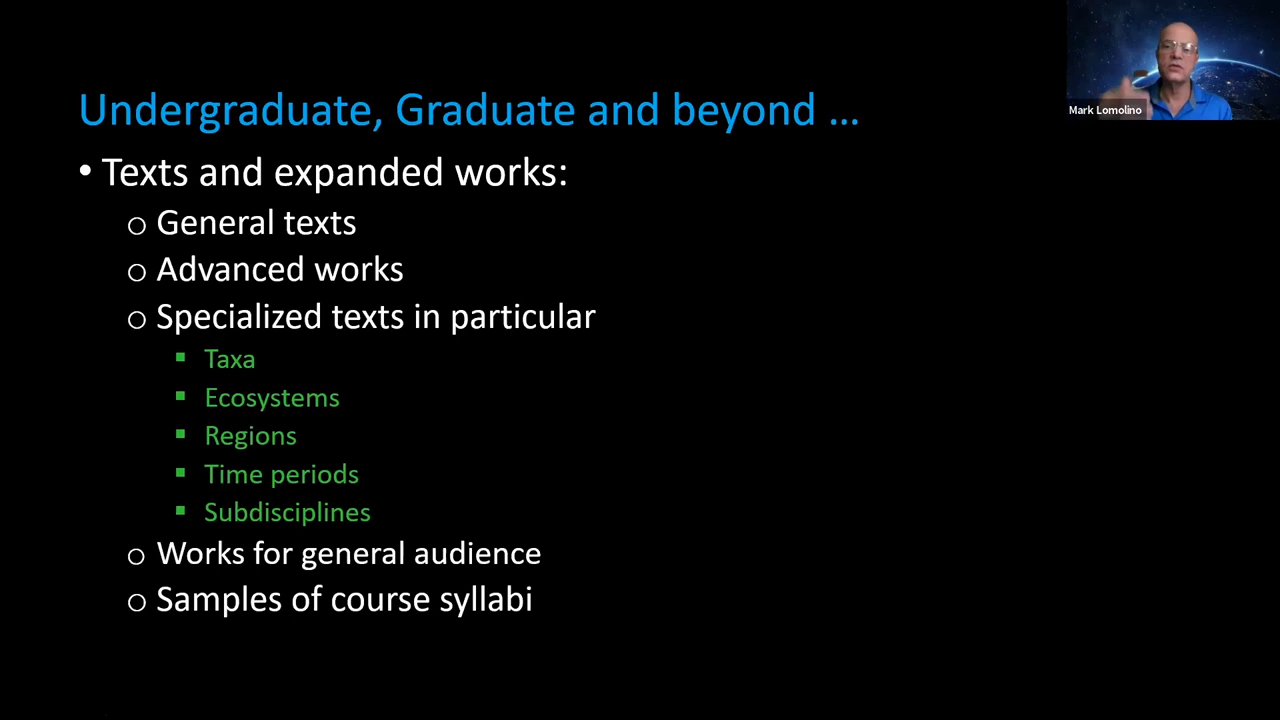 Mark Lomolino
Undergraduate, Graduate and beyond ...
• Texts and expanded works:
o General texts
o Advanced works
o Specialized texts in particular
▪ Taxa
▪ Ecosystems
▪ Regions
▪ Time periods
▪ Subdisciplines
o Works for general audience
o Samples of course syllabi